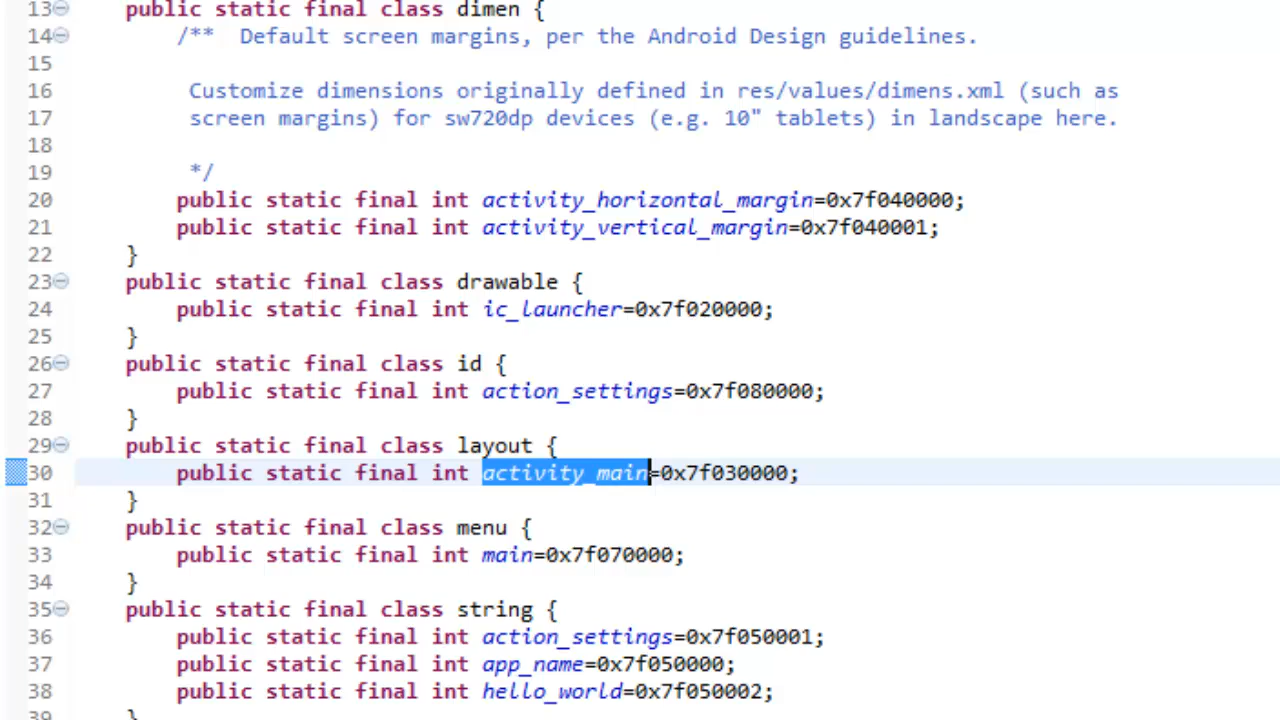 13 public static final class dimen {
14 /** Default screen margins, per the Android Design guidelines.
15
16 Customize dimensions originally defined in res/values/dimens.xml (such as
17 screen margins) for sw720dp devices (e.g. 10" tablets) in landscape here.
18
19 */
20 public static final int activity_horizontal_margin=0x7f040000;
21 public static final int activity_vertical_margin=0x7f040001;
22 }
23 public static final class drawable {
24 public static final int ic_launcher=0x7f020000;
25 }
26 public static final class id {
27 public static final int action_settings=0x7f080000;
28 }
29 public static final class layout {
30 public static final int activity_main=0x7f030000;
31 }
32 public static final class menu {
33 public static final int main=0x7f070000;
34 }
35 public static final class string {
36 public static final int action_settings=0x7f050001;
37 public static final int app_name=0x7f050000;
38 public static final int hello_world=0x7f050002;
39 }